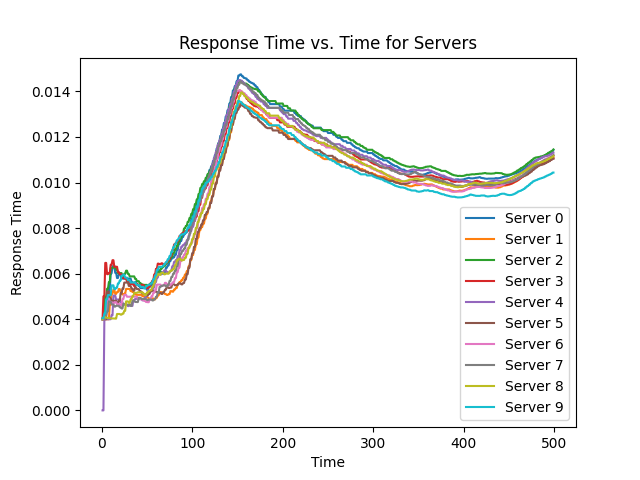 Response Time vs. Time for Servers
Response Time
0.014
0.012
0.010
0.008
0.006
0.004
0.002
0.000
0
100
200
300
400
500
Time
Server 0
Server 1
Server 2
Server 3
Server 4
Server 5
Server 6
Server 7
Server 8
Server 9